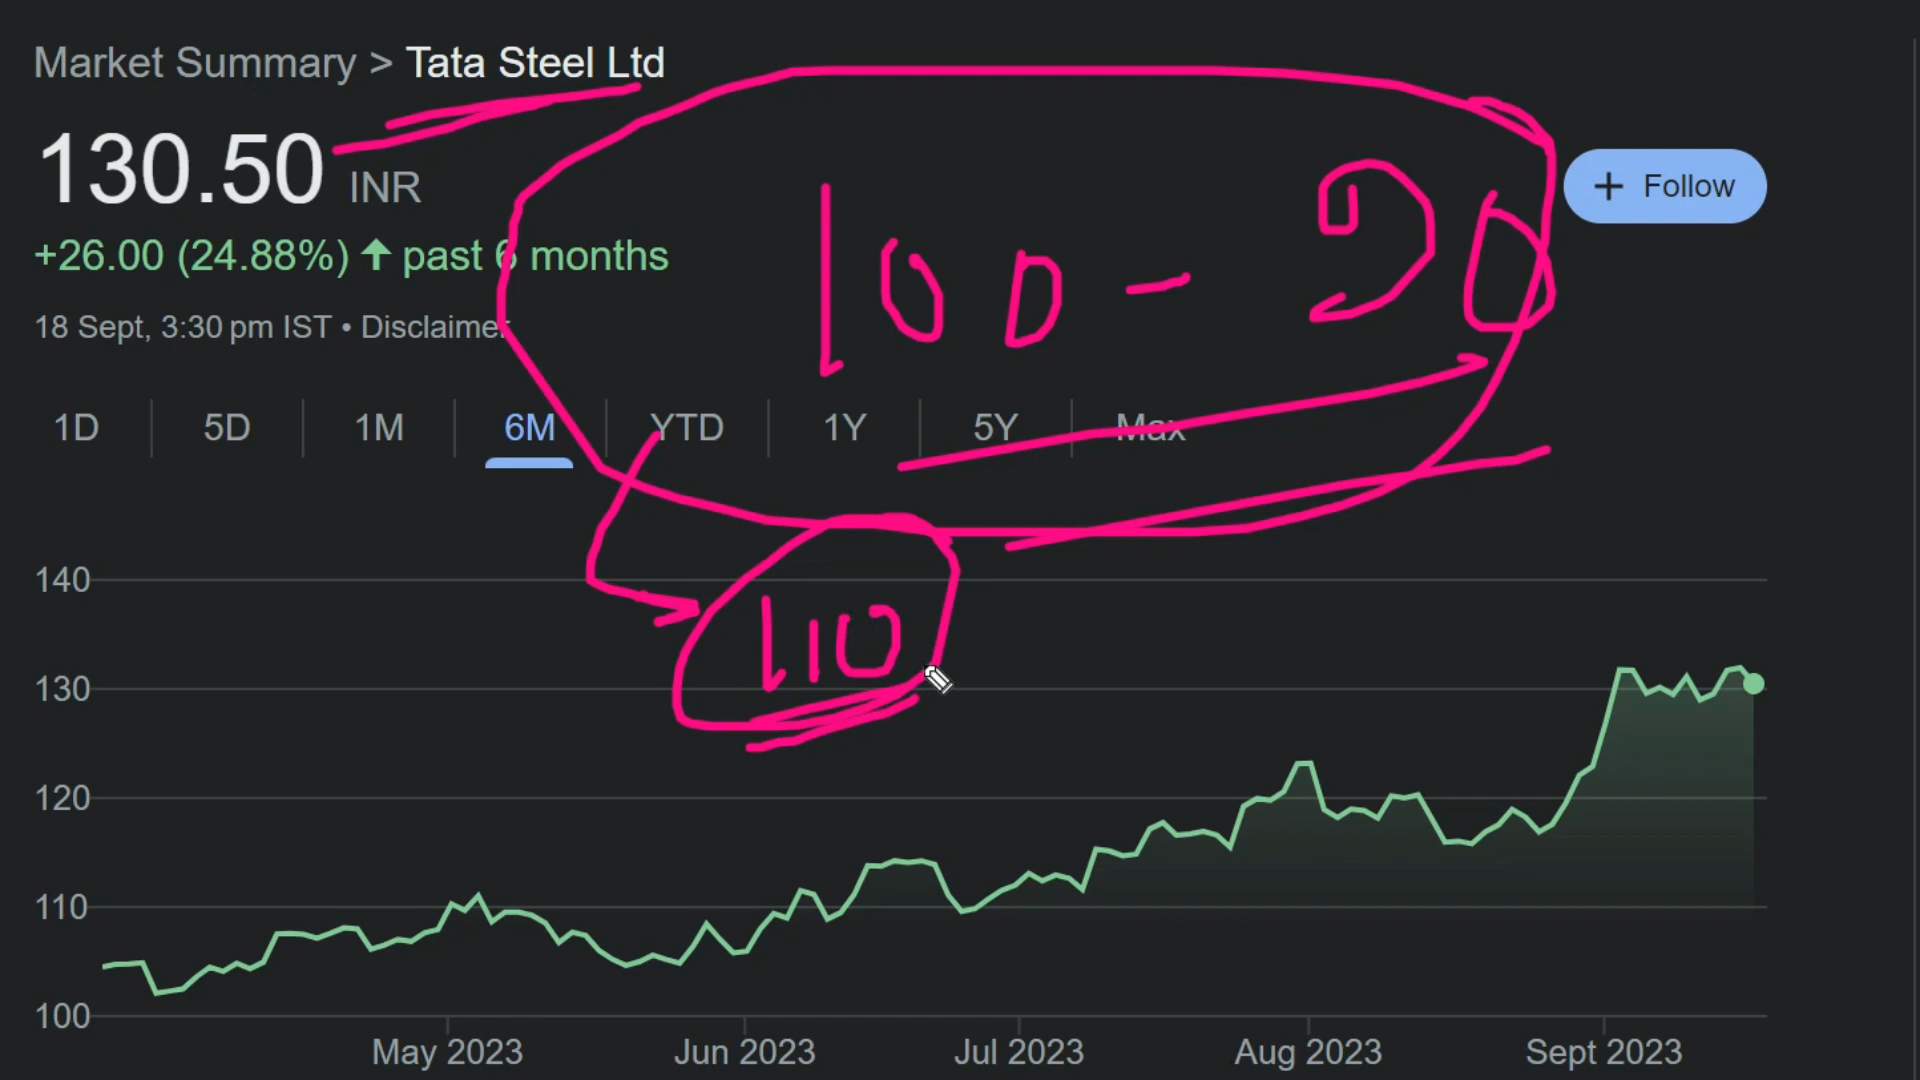 Market Summary > Tata Steel Ltd
130.50 INR
+ Follow
+26.00 (24.88%) ↑ past 6 months
18 Sept, 3:30 pm IST • Disclaimer
100 - 20
1D 5D 1M 6M YTD 1Y 5Y Max
140
110
130
120
110
100
May 2023 Jun 2023 Jul 2023 Aug 2023 Sept 2023